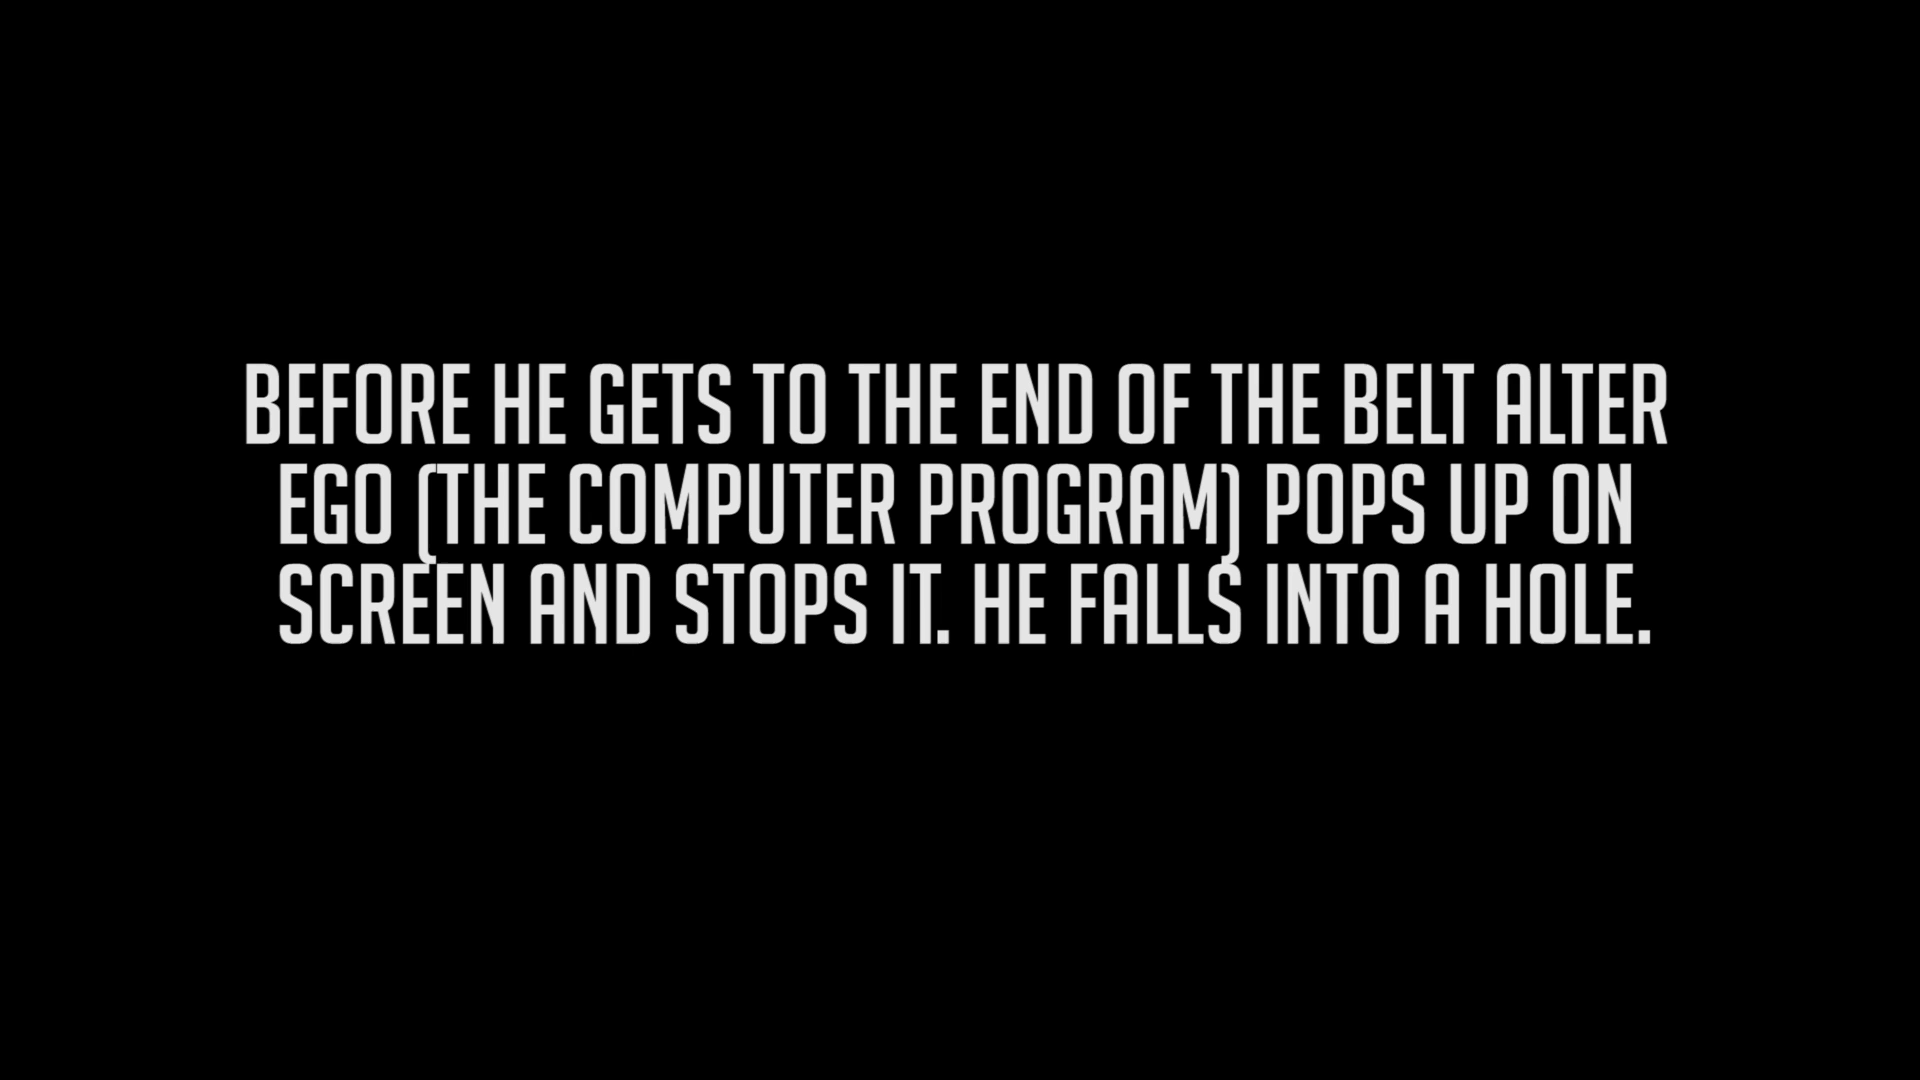 BEFORE HE GETS TO THE END OF THE BELT ALTER
EGO (THE COMPUTER PROGRAM) POPS UP ON
SCREEN AND STOPS IT. HE FALLS INTO A HOLE.